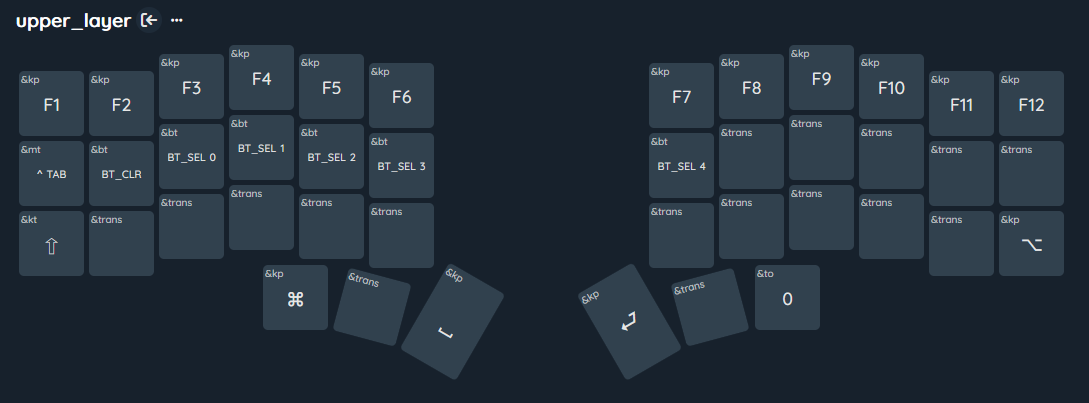 upper_layer
&kp F1 &kp F2 &kp F3 &kp F4 &kp F5 &kp F6 &kp F7 &kp F8 &kp F9 &kp F10 &kp F11 &kp F12
&mt ^ TAB &bt BT_CLR &bt BT_SEL 0 &bt BT_SEL 1 &bt BT_SEL 2 &bt BT_SEL 3 &bt BT_SEL 4 &trans &trans &trans &trans &trans
&kt ⇧ &trans &trans &trans &trans &trans &trans &trans &trans &trans &trans &kp ⌥
&kp ⌘ &trans &kp ⎵ &kp ⏎ &trans &to 0